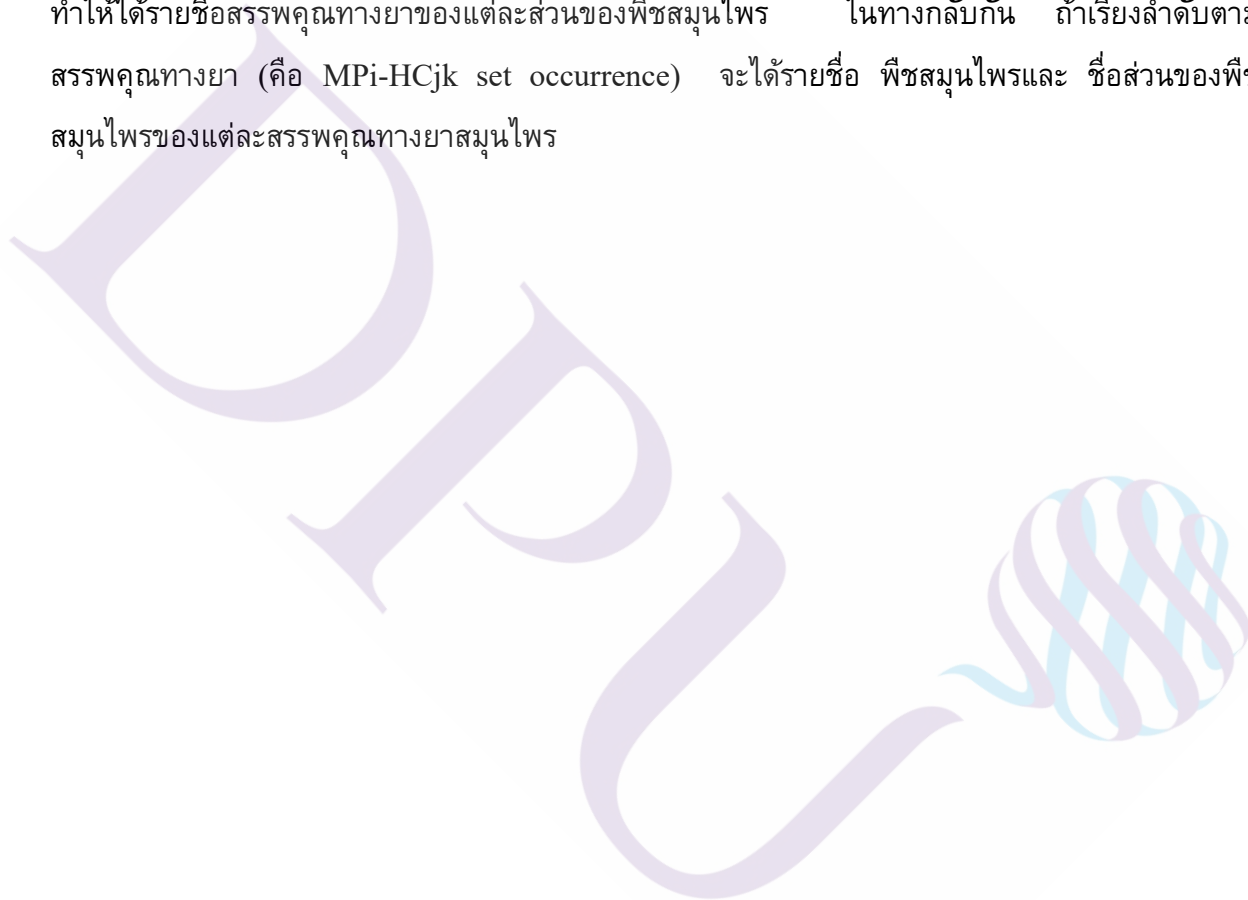 ทำให้ได้รายชื่อสรรพคุณทางยาของแต่ละส่วนของพืชสมุนไพร ในทางกลับกัน ถ้าเรียงลำดับตาม
สรรพคุณทางยา (คือ MPi-HCjk set occurrence) จะได้รายชื่อ พืชสมุนไพรและ ชื่อส่วนของพืช
สมุนไพรของแต่ละสรรพคุณทางยาสมุนไพร
DPU